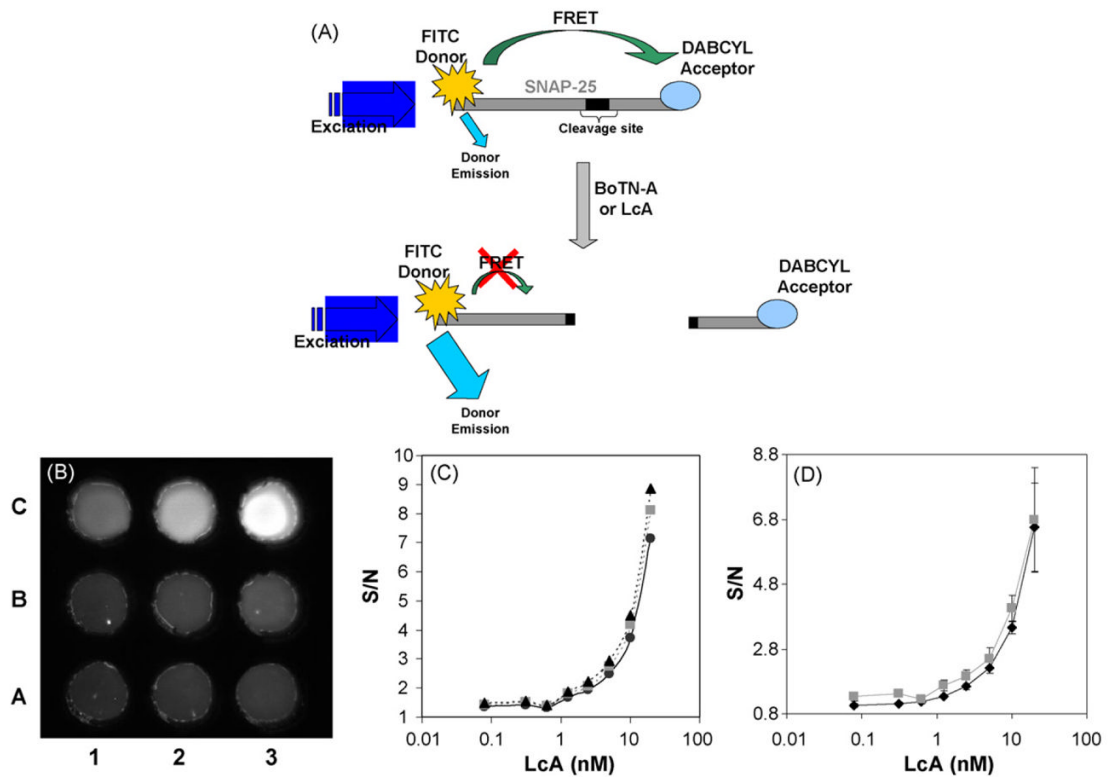 (A)
FRET
FITC
Donor
DABCYL
Acceptor
SNAP-25
Exciation
Cleavage site
Donor
Emission
BoTN-A
or LcA
FITC
Donor
FRET
DABCYL
Acceptor
Exciation
Donor
Emission
(B)
C
B
A
1 2 3
(C)
S/N
10
9
8
7
6
5
4
3
2
1
0.01 0.1 1 10 100
LcA (nM)
(D)
S/N
8.8
6.8
4.8
2.8
0.8
0.01 0.1 1 10 100
LcA (nM)